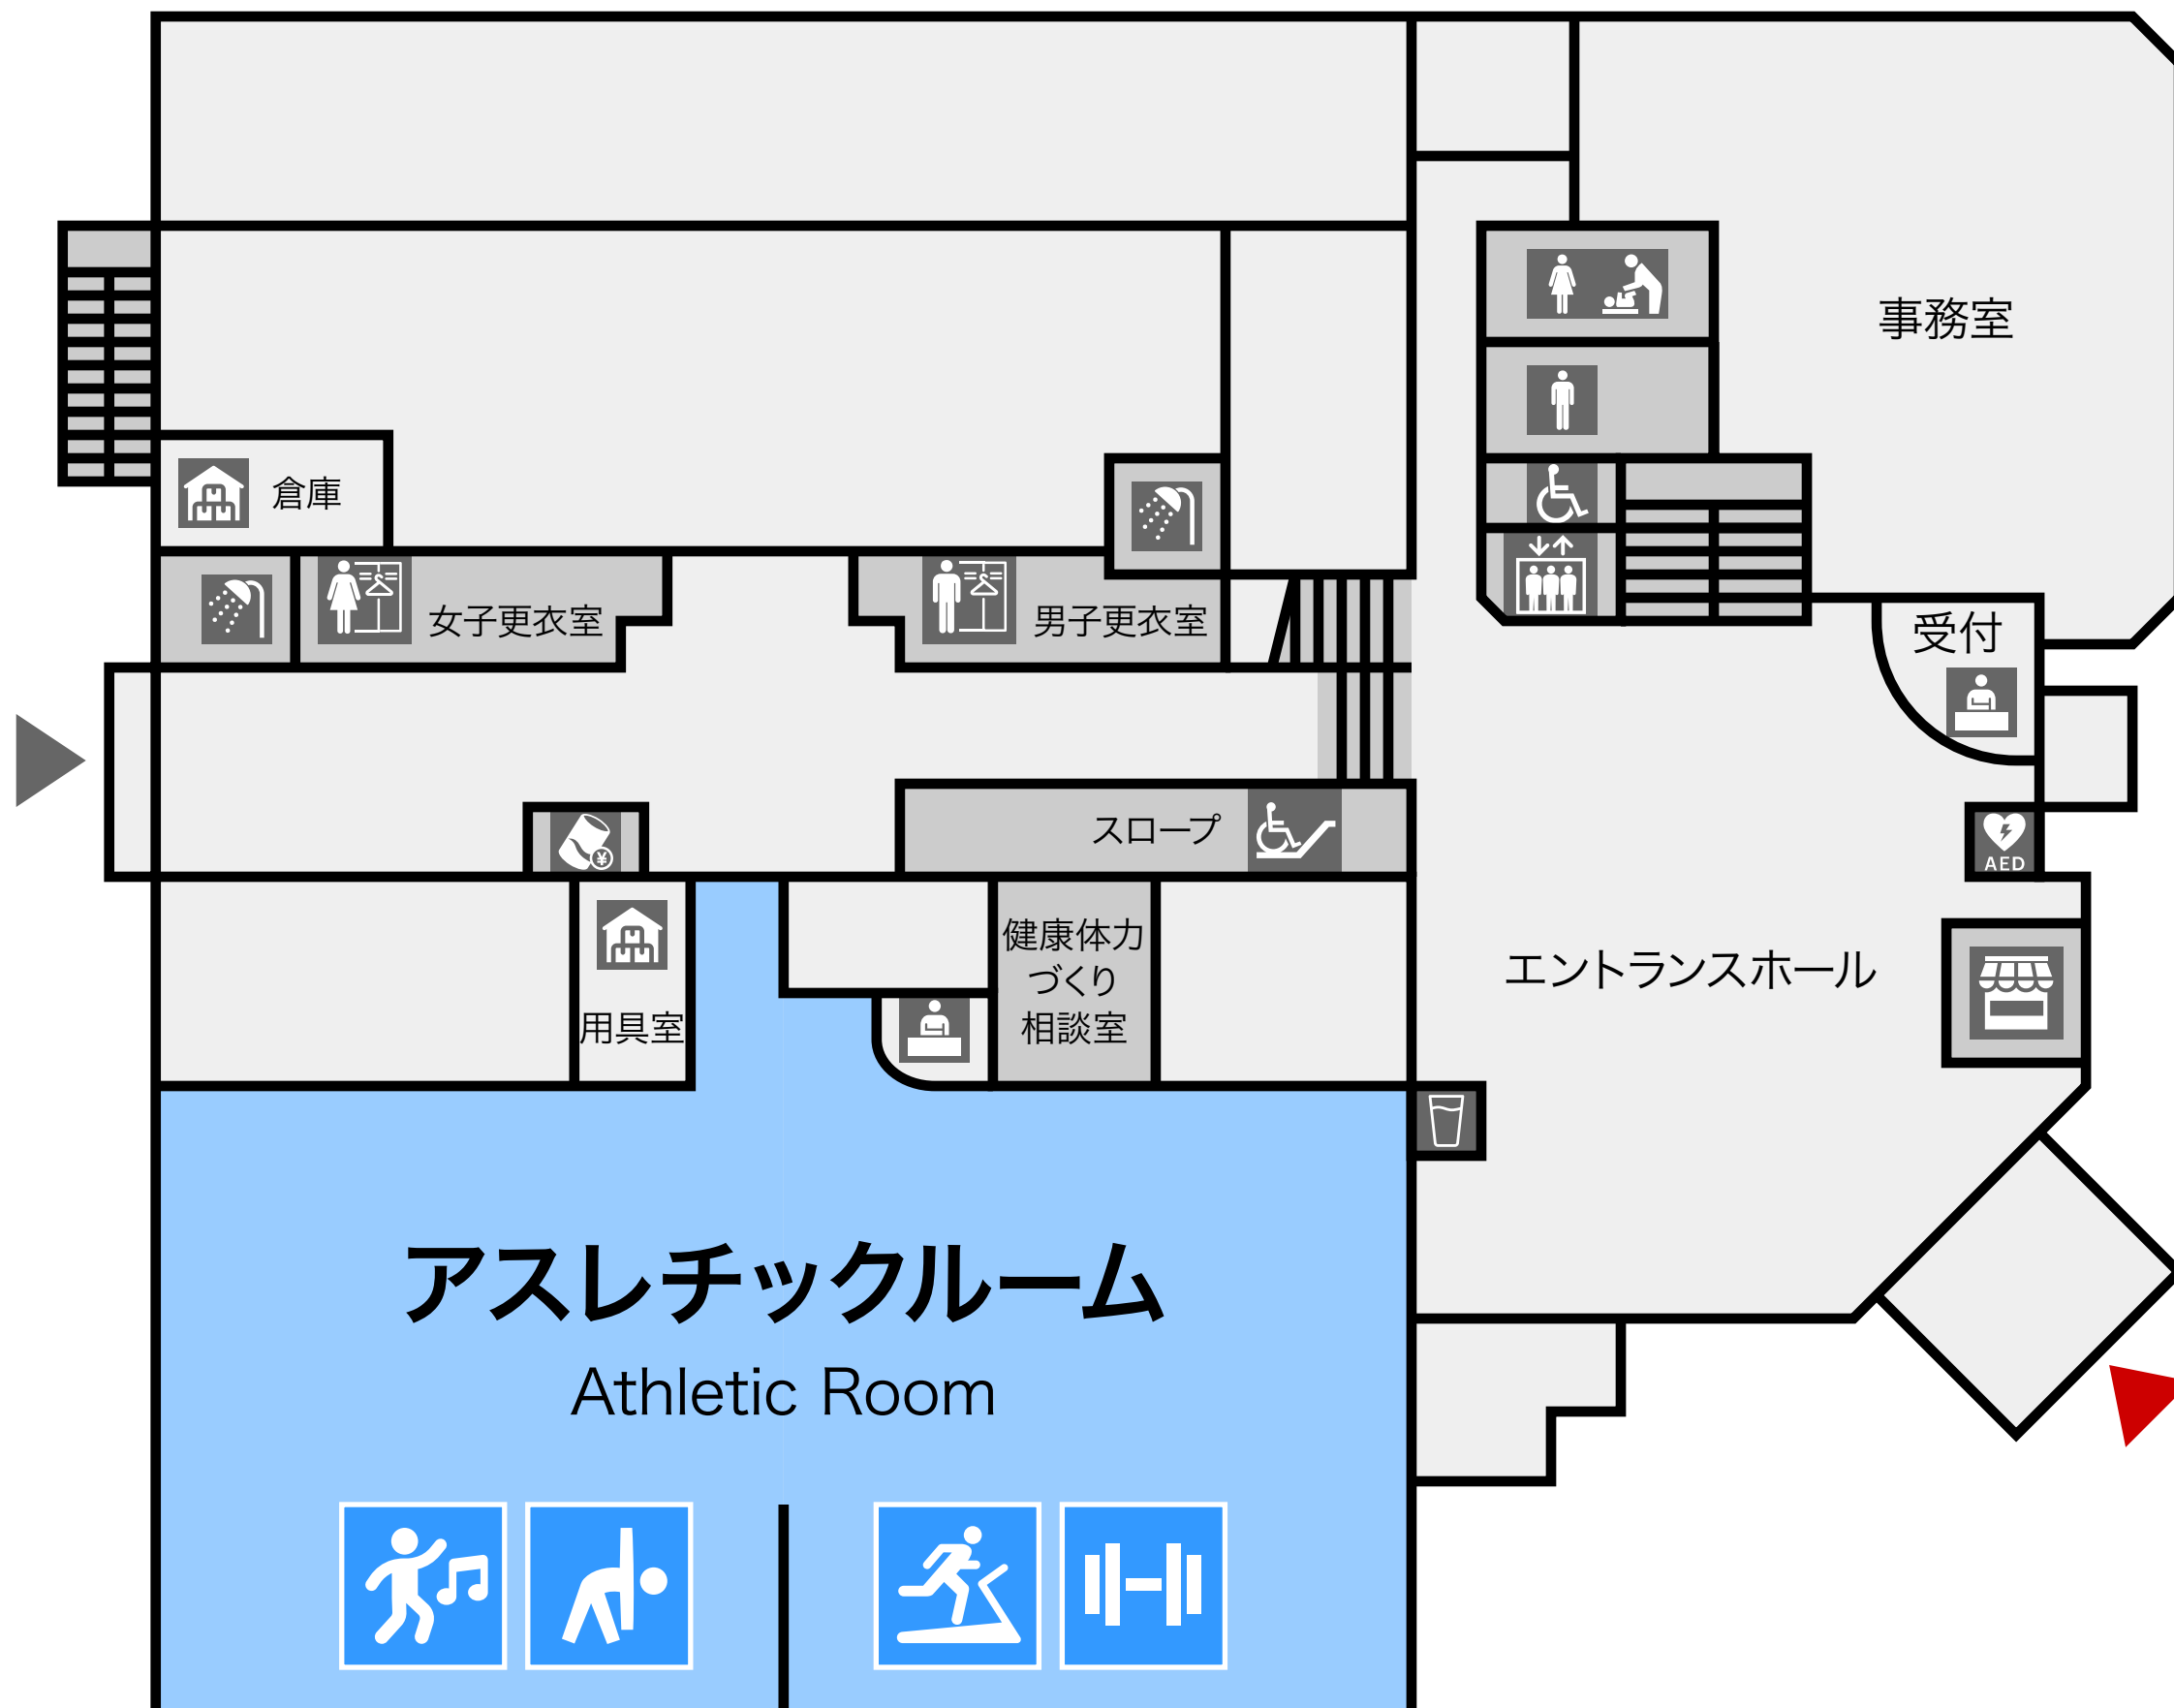 事務室
倉庫
女子更衣室
男子更衣室
受付
スロープ
¥
AED
健康体力
づくり
相談室
エントランスホール
用具室
アスレチックルーム
Athletic Room